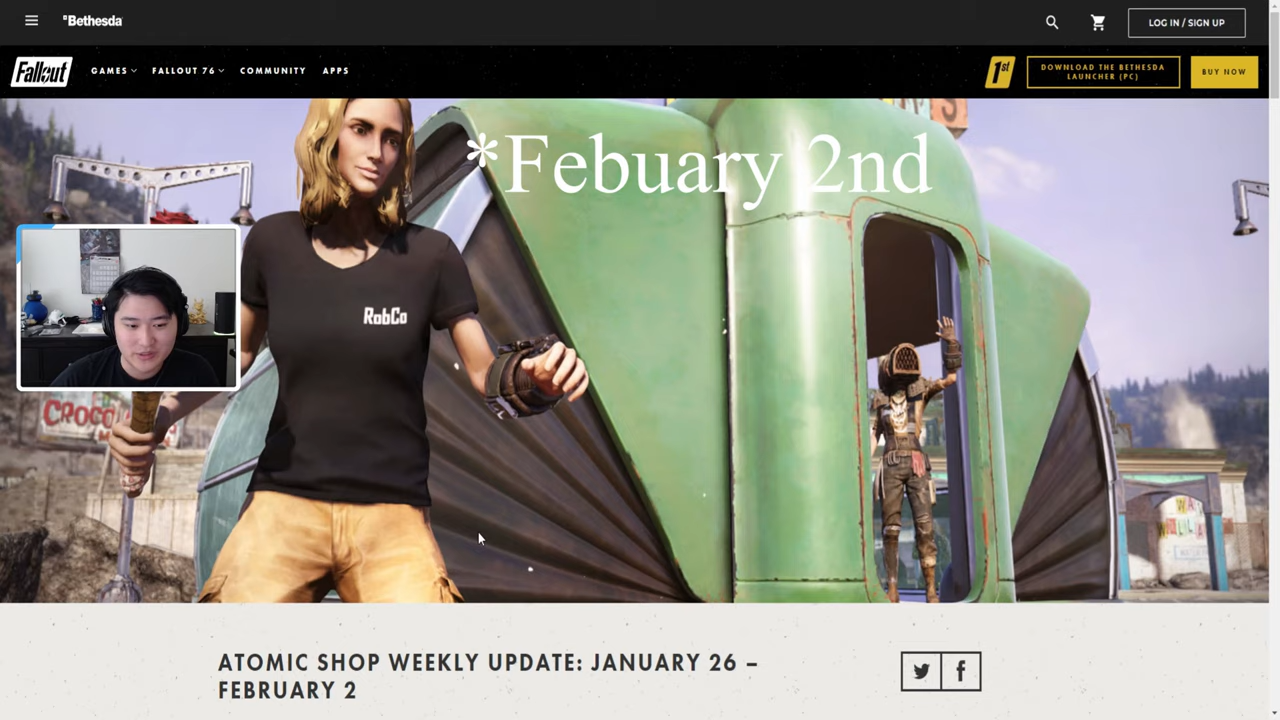 Bethesda
LOG IN / SIGN UP
Fallout
GAMES
FALLOUT 76
COMMUNITY
APPS
1st
DOWNLOAD THE BETHESDA
LAUNCHER (PC)
BUY NOW
*Febuary 2nd
RobCo
CROCO
ATOMIC SHOP WEEKLY UPDATE: JANUARY 26 –
FEBRUARY 2